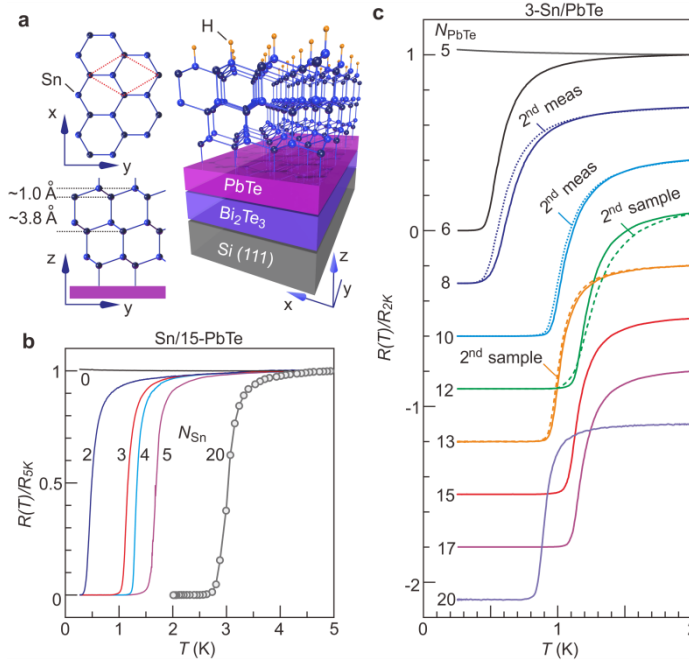 a
H
Sn
x
y
~1.0 Å
~3.8 Å
z
y
PbTe
Bi2Te3
Si (111)
z
y
x
b
Sn/15-PbTe
R(T)/R5K
1
0.5
0
0
2
3
4
5
20
NSn
0
1
2
3
4
5
T (K)
c
3-Sn/PbTe
NPbTe
R(T)/R2K
1
0
-1
-2
5
6
8
10
12
13
15
17
20
2nd meas
2nd meas
2nd sample
2nd sample
0
1
2
T (K)